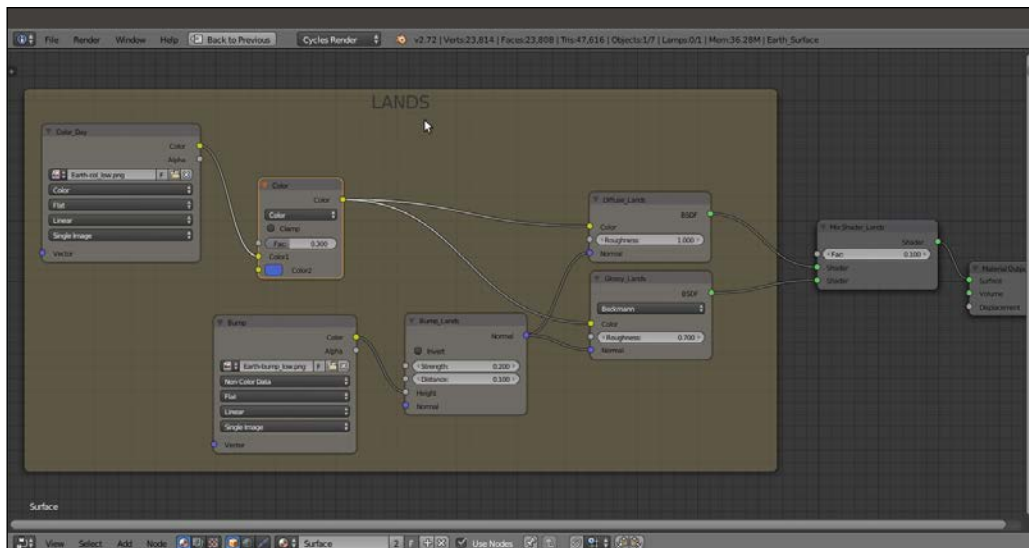 File Render Window Help Back to Previous Cycles Render v2.72 | Verts:23,814 | Faces:23,808 | Tris:47,616 | Objects:1/7 | Lamps:0/1 | Mem:36.28M | Earth_Surface
LANDS
Color_Day
Color
Alpha
Earth-col_low.png F
Color
Flat
Linear
Single Image
Vector
Color
Color
Color
Clamp
Fac: 0.300
Color1
Color2
Bump
Color
Alpha
Earth-bump_low.png F
Non-Color Data
Flat
Linear
Single Image
Vector
Bump_Lands
Normal
Invert
Strength: 0.200
Distance: 0.100
Height
Normal
Diffuse_Lands
BSDF
Color
Roughness: 1.000
Normal
Glossy_Lands
BSDF
Beckmann
Color
Roughness: 0.700
Normal
Mix Shader_Lands
Shader
Fac: 0.100
Shader
Shader
Material Outpu
Surface
Volume
Displacement
Surface
View Select Add Node Surface 2 F Use Nodes